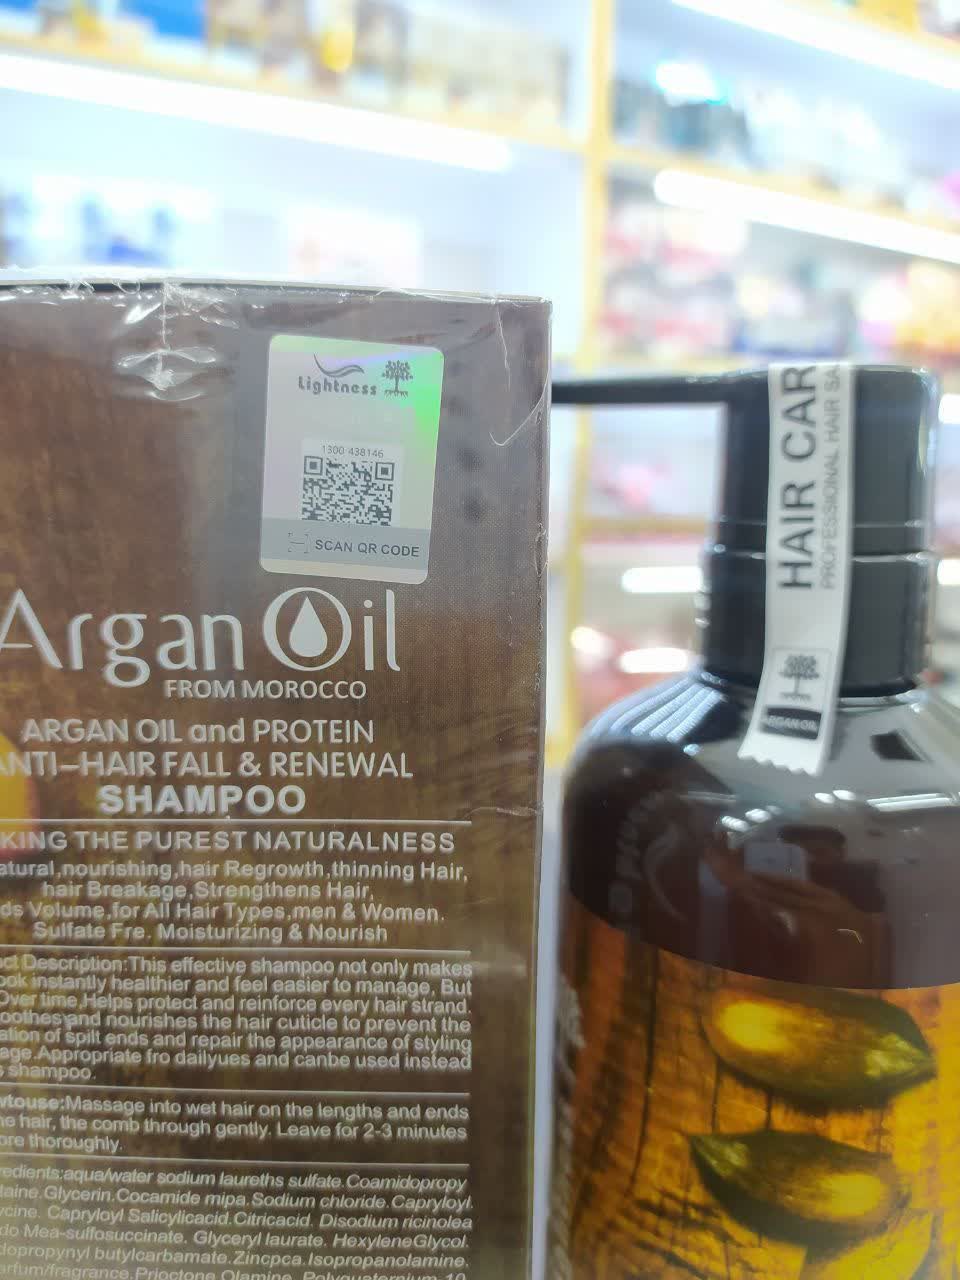 Lightness
1300 438146
SCAN QR CODE
Argan Oil
FROM MOROCCO
ARGAN OIL and PROTEIN
NTI-HAIR FALL & RENEWAL
SHAMPOO
KING THE PUREST NATURALNESS
atural,nourishing,hair Regrowth,thinning Hair,
hair Breakage,Strengthens Hair,
ds Volume,for All Hair Types,men & Women.
Sulfate Fre. Moisturizing & Nourish
ct Description:This effective shampoo not only makes
ook instantly healthier and feel easier to manage, But
Over time,Helps protect and reinforce every hair strand.
oothes and nourishes the hair cuticle to prevent the
ation of spilt ends and repair the appearance of styling
age.Appropriate fro dailyues and canbe used instead
s shampoo.
wtouse:Massage into wet hair on the lengths and ends
he hair, the comb through gently. Leave for 2-3 minutes
ore thoroughly.
redients:aqua/water sodium laureths sulfate.Coamidopropy
taine.Glycerin.Cocamide mipa.Sodium chloride.Capryloyl.
ycine. Capryloyl Salicylicacid.Citricacid. Disodium ricinolea
do Mea-sulfosuccinate. Glyceryl laurate. HexyleneGlycol.
dopropynyl butylcarbamate.Zincpca.Isopropanolamine.
arfum/fragrance.Prioctone Olamine. Polyquaternium-10
HAIR CAR
PROFESSIONAL HAIR SA
ARGAN OIL